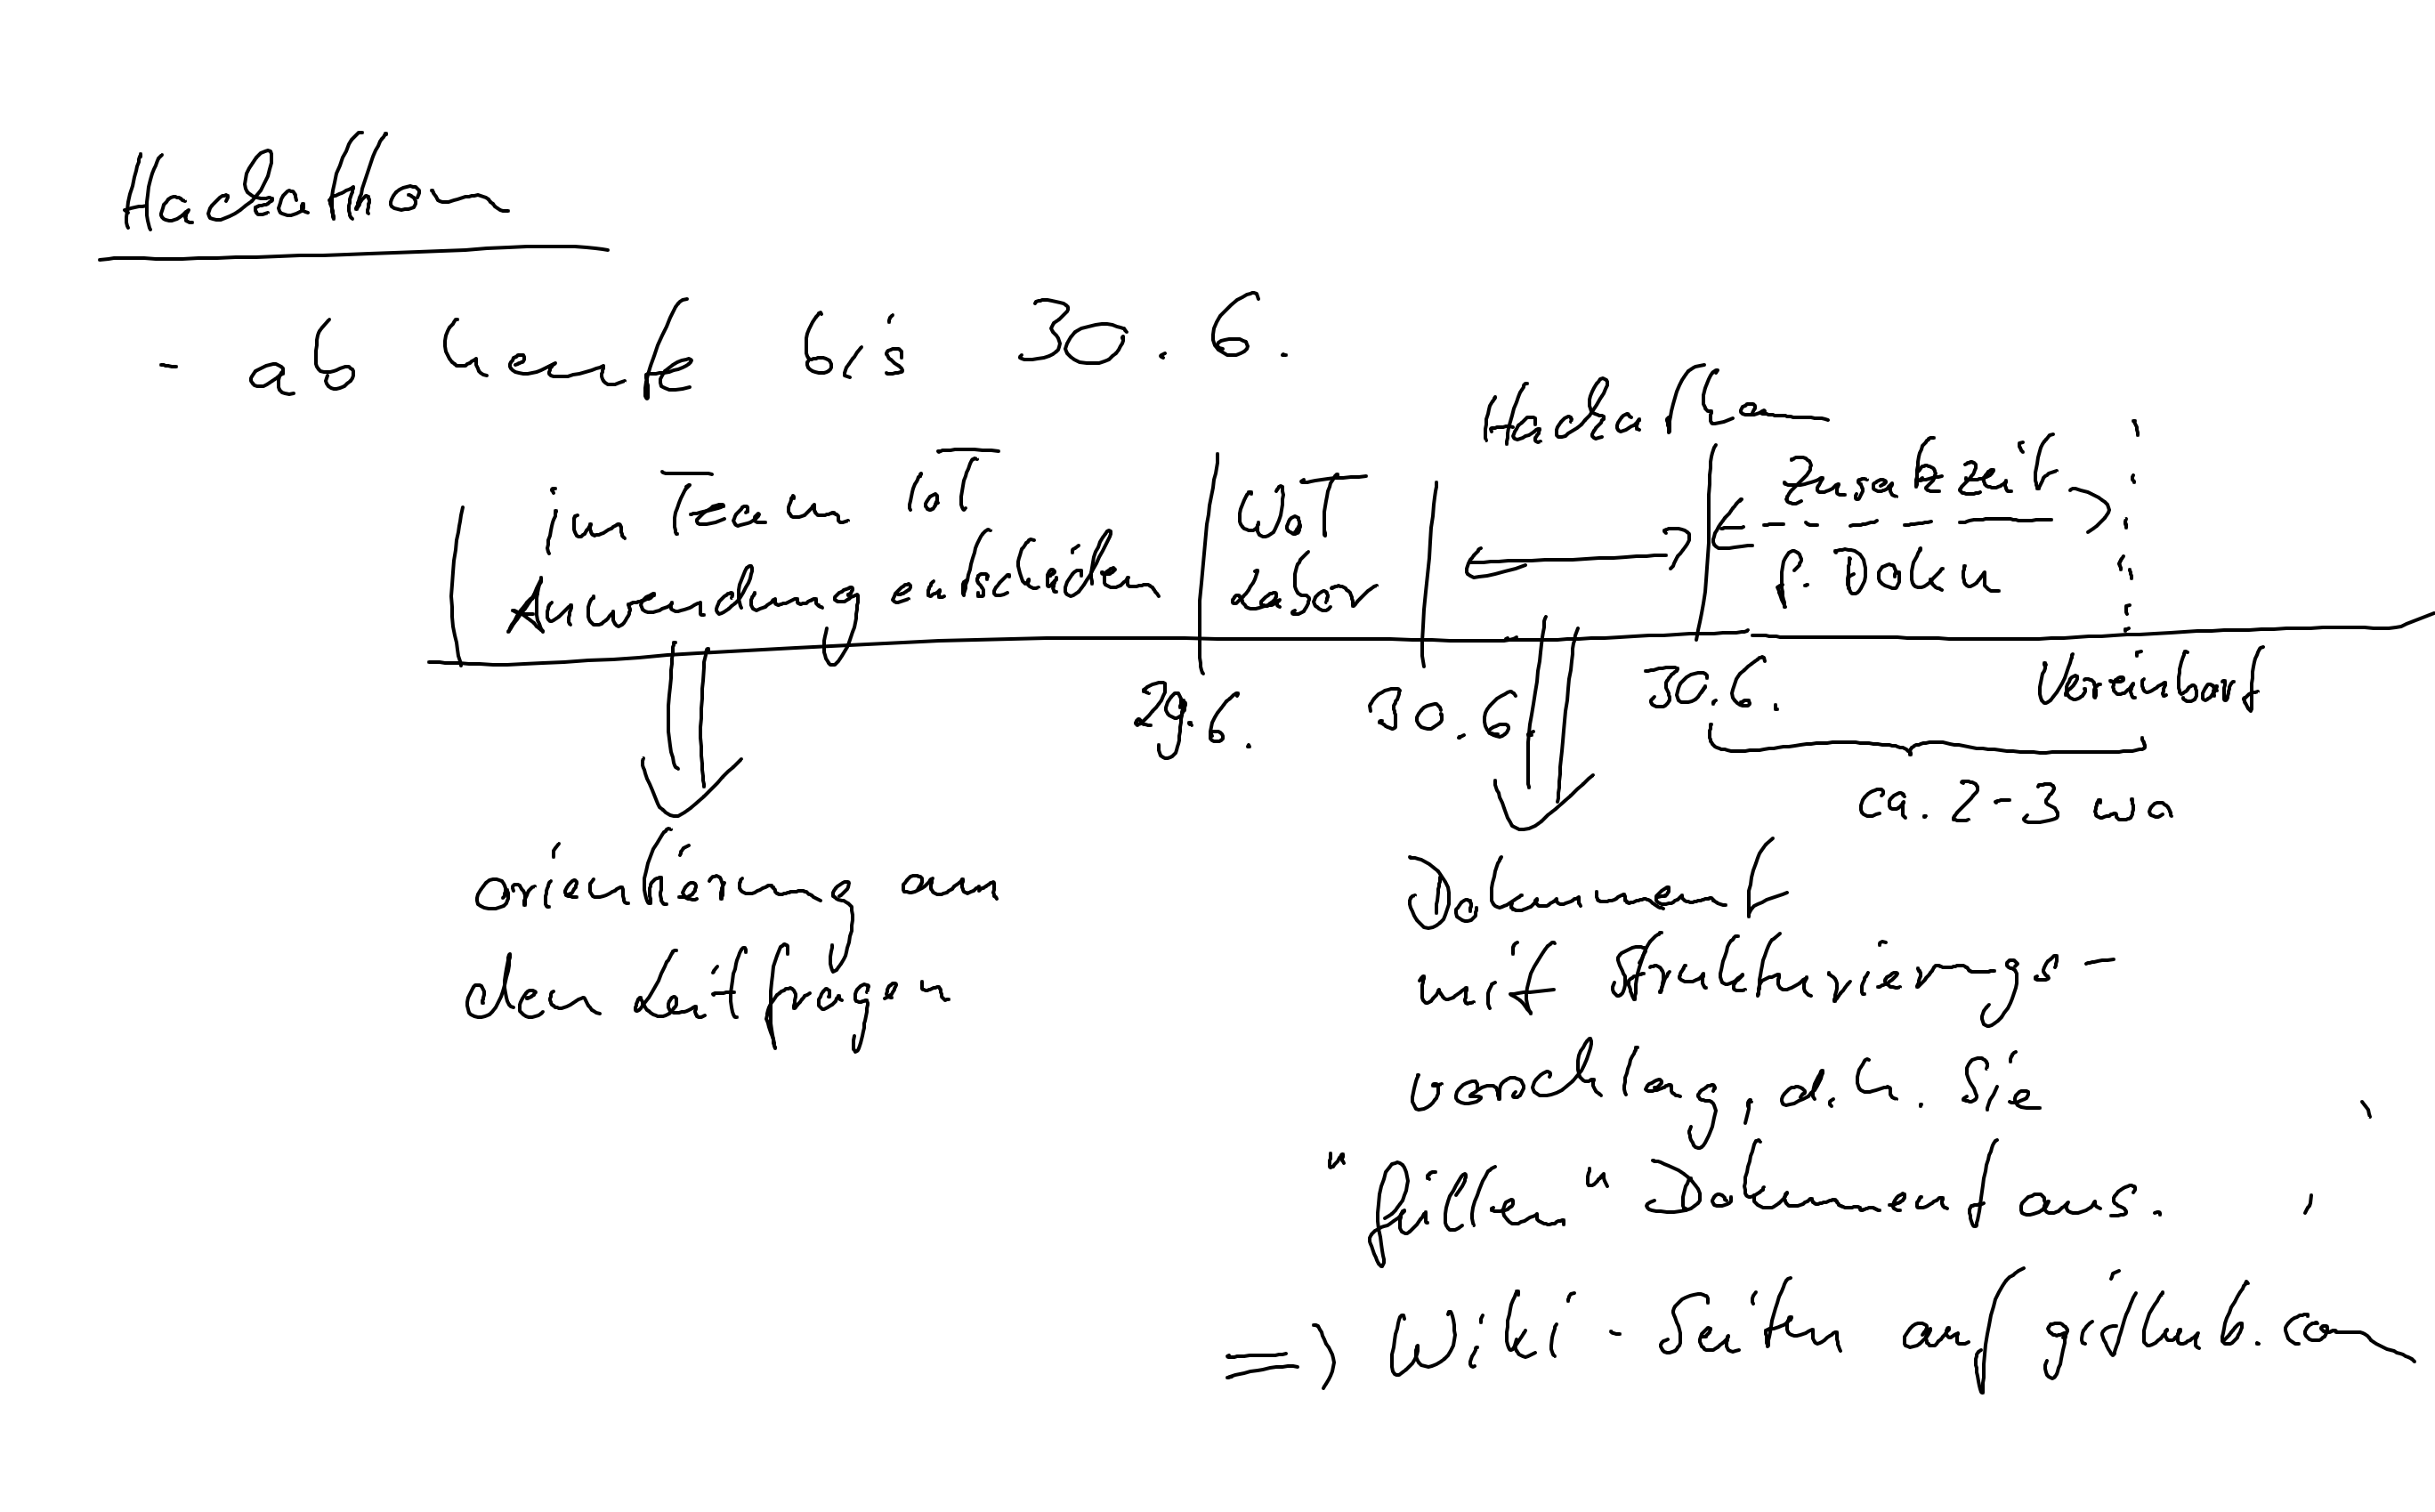 Hackathon
- ab heute bis 30.6.
Hackathon
im Team IoT
Anwendung entscheiden
WoT
Zusatzzeit
f. Doku
29.6.
30.6.
30.6.
Vereinbart
ca. 2-3 wo
orientierung an
den Leitfragen
Dokument
mit Strukturierungs-
vorschlag, d.h. Sie
"füllen" Dokument aus.
=> Wiki - Seiten auf github.com